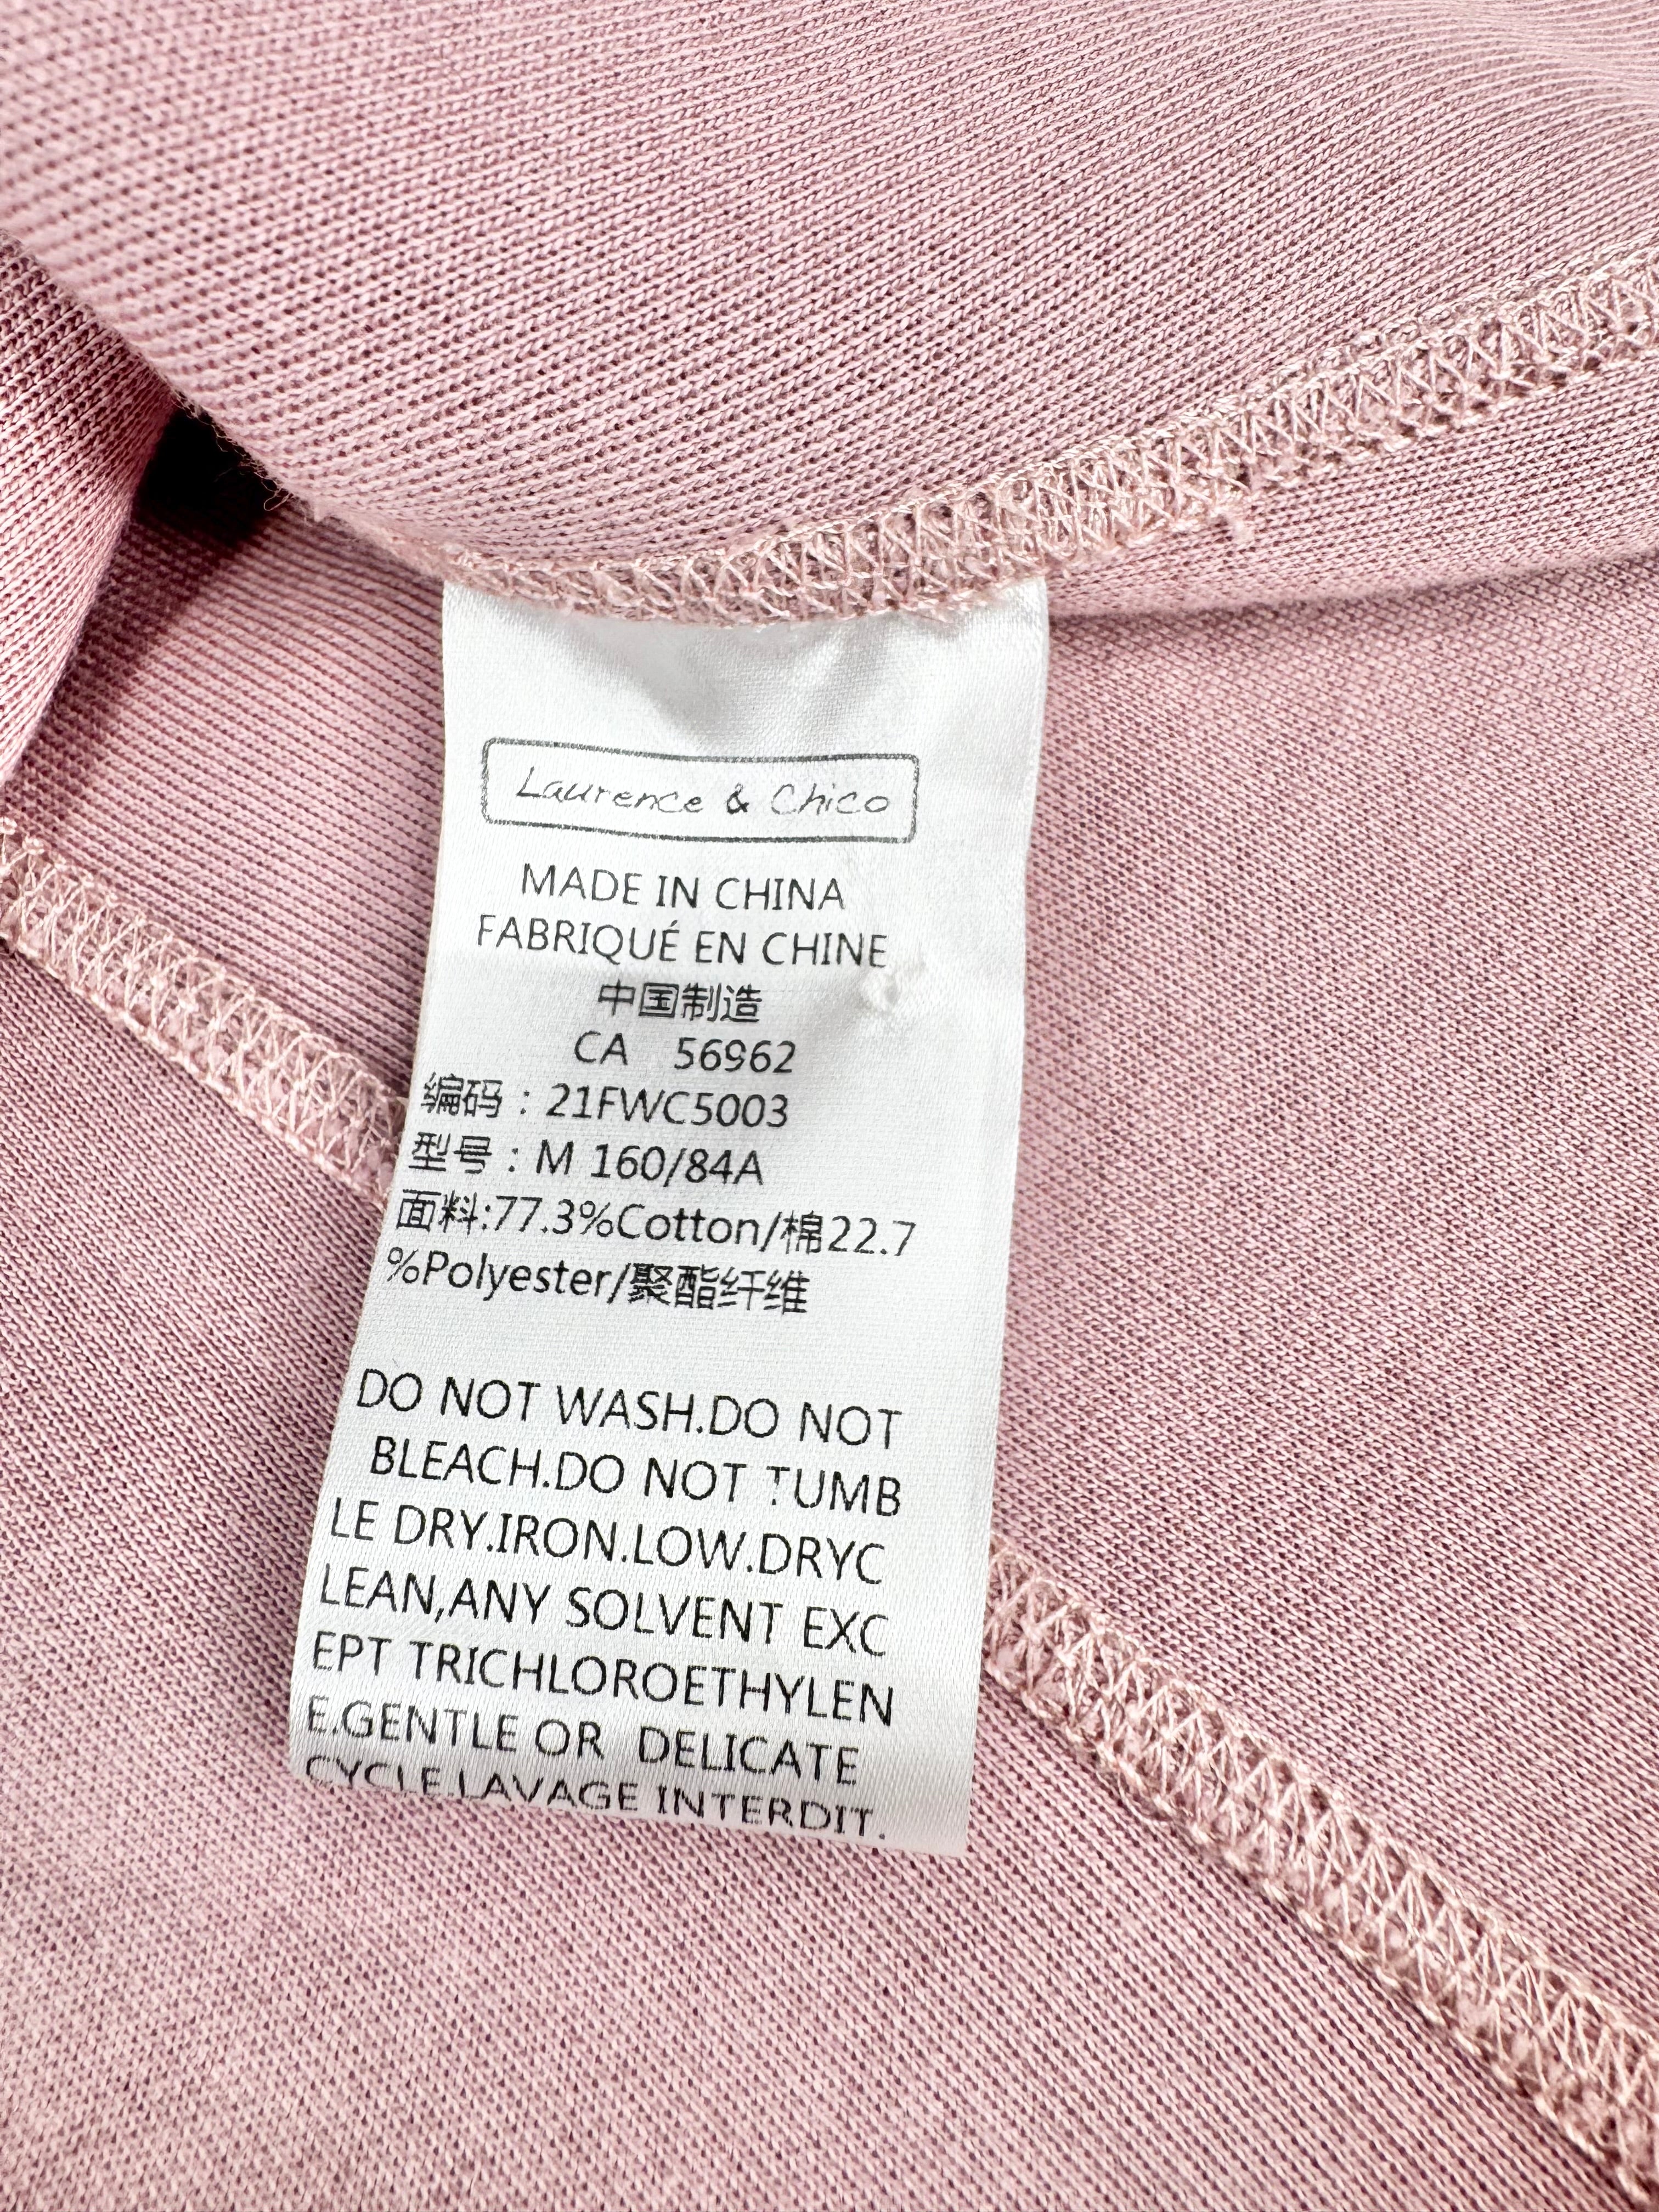 Laurence & Chico
MADE IN CHINA
FABRIQUÉ EN CHINE
中国制造
CA 56962
编码：21FWC5003
型号：M 160/84A
面料:77.3%Cotton/棉22.7
%Polyester/聚酯纤维
DO NOT WASH.DO NOT
BLEACH.DO NOT TUMB
LE DRY.IRON.LOW.DRYC
LEAN,ANY SOLVENT EXC
EPT TRICHLOROETHYLEN
E.GENTLE OR DELICATE
CYCLE.LAVAGE INTERDIT.